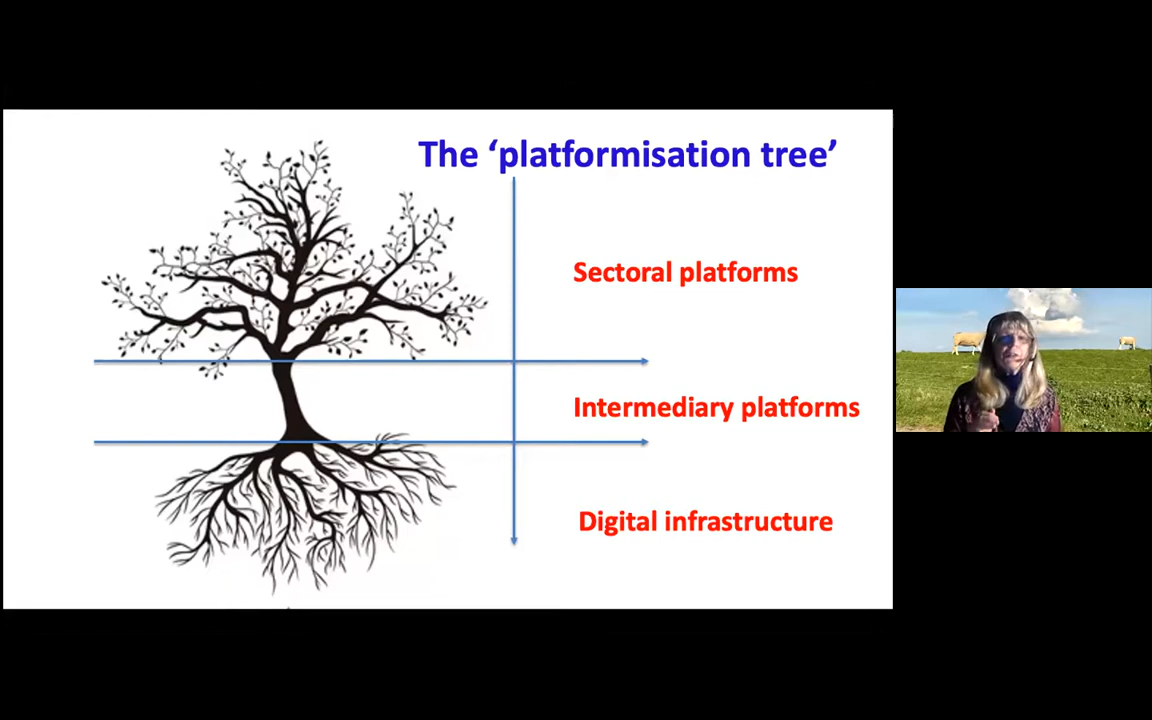 The ‘platformisation tree’
Sectoral platforms
Intermediary platforms
Digital infrastructure